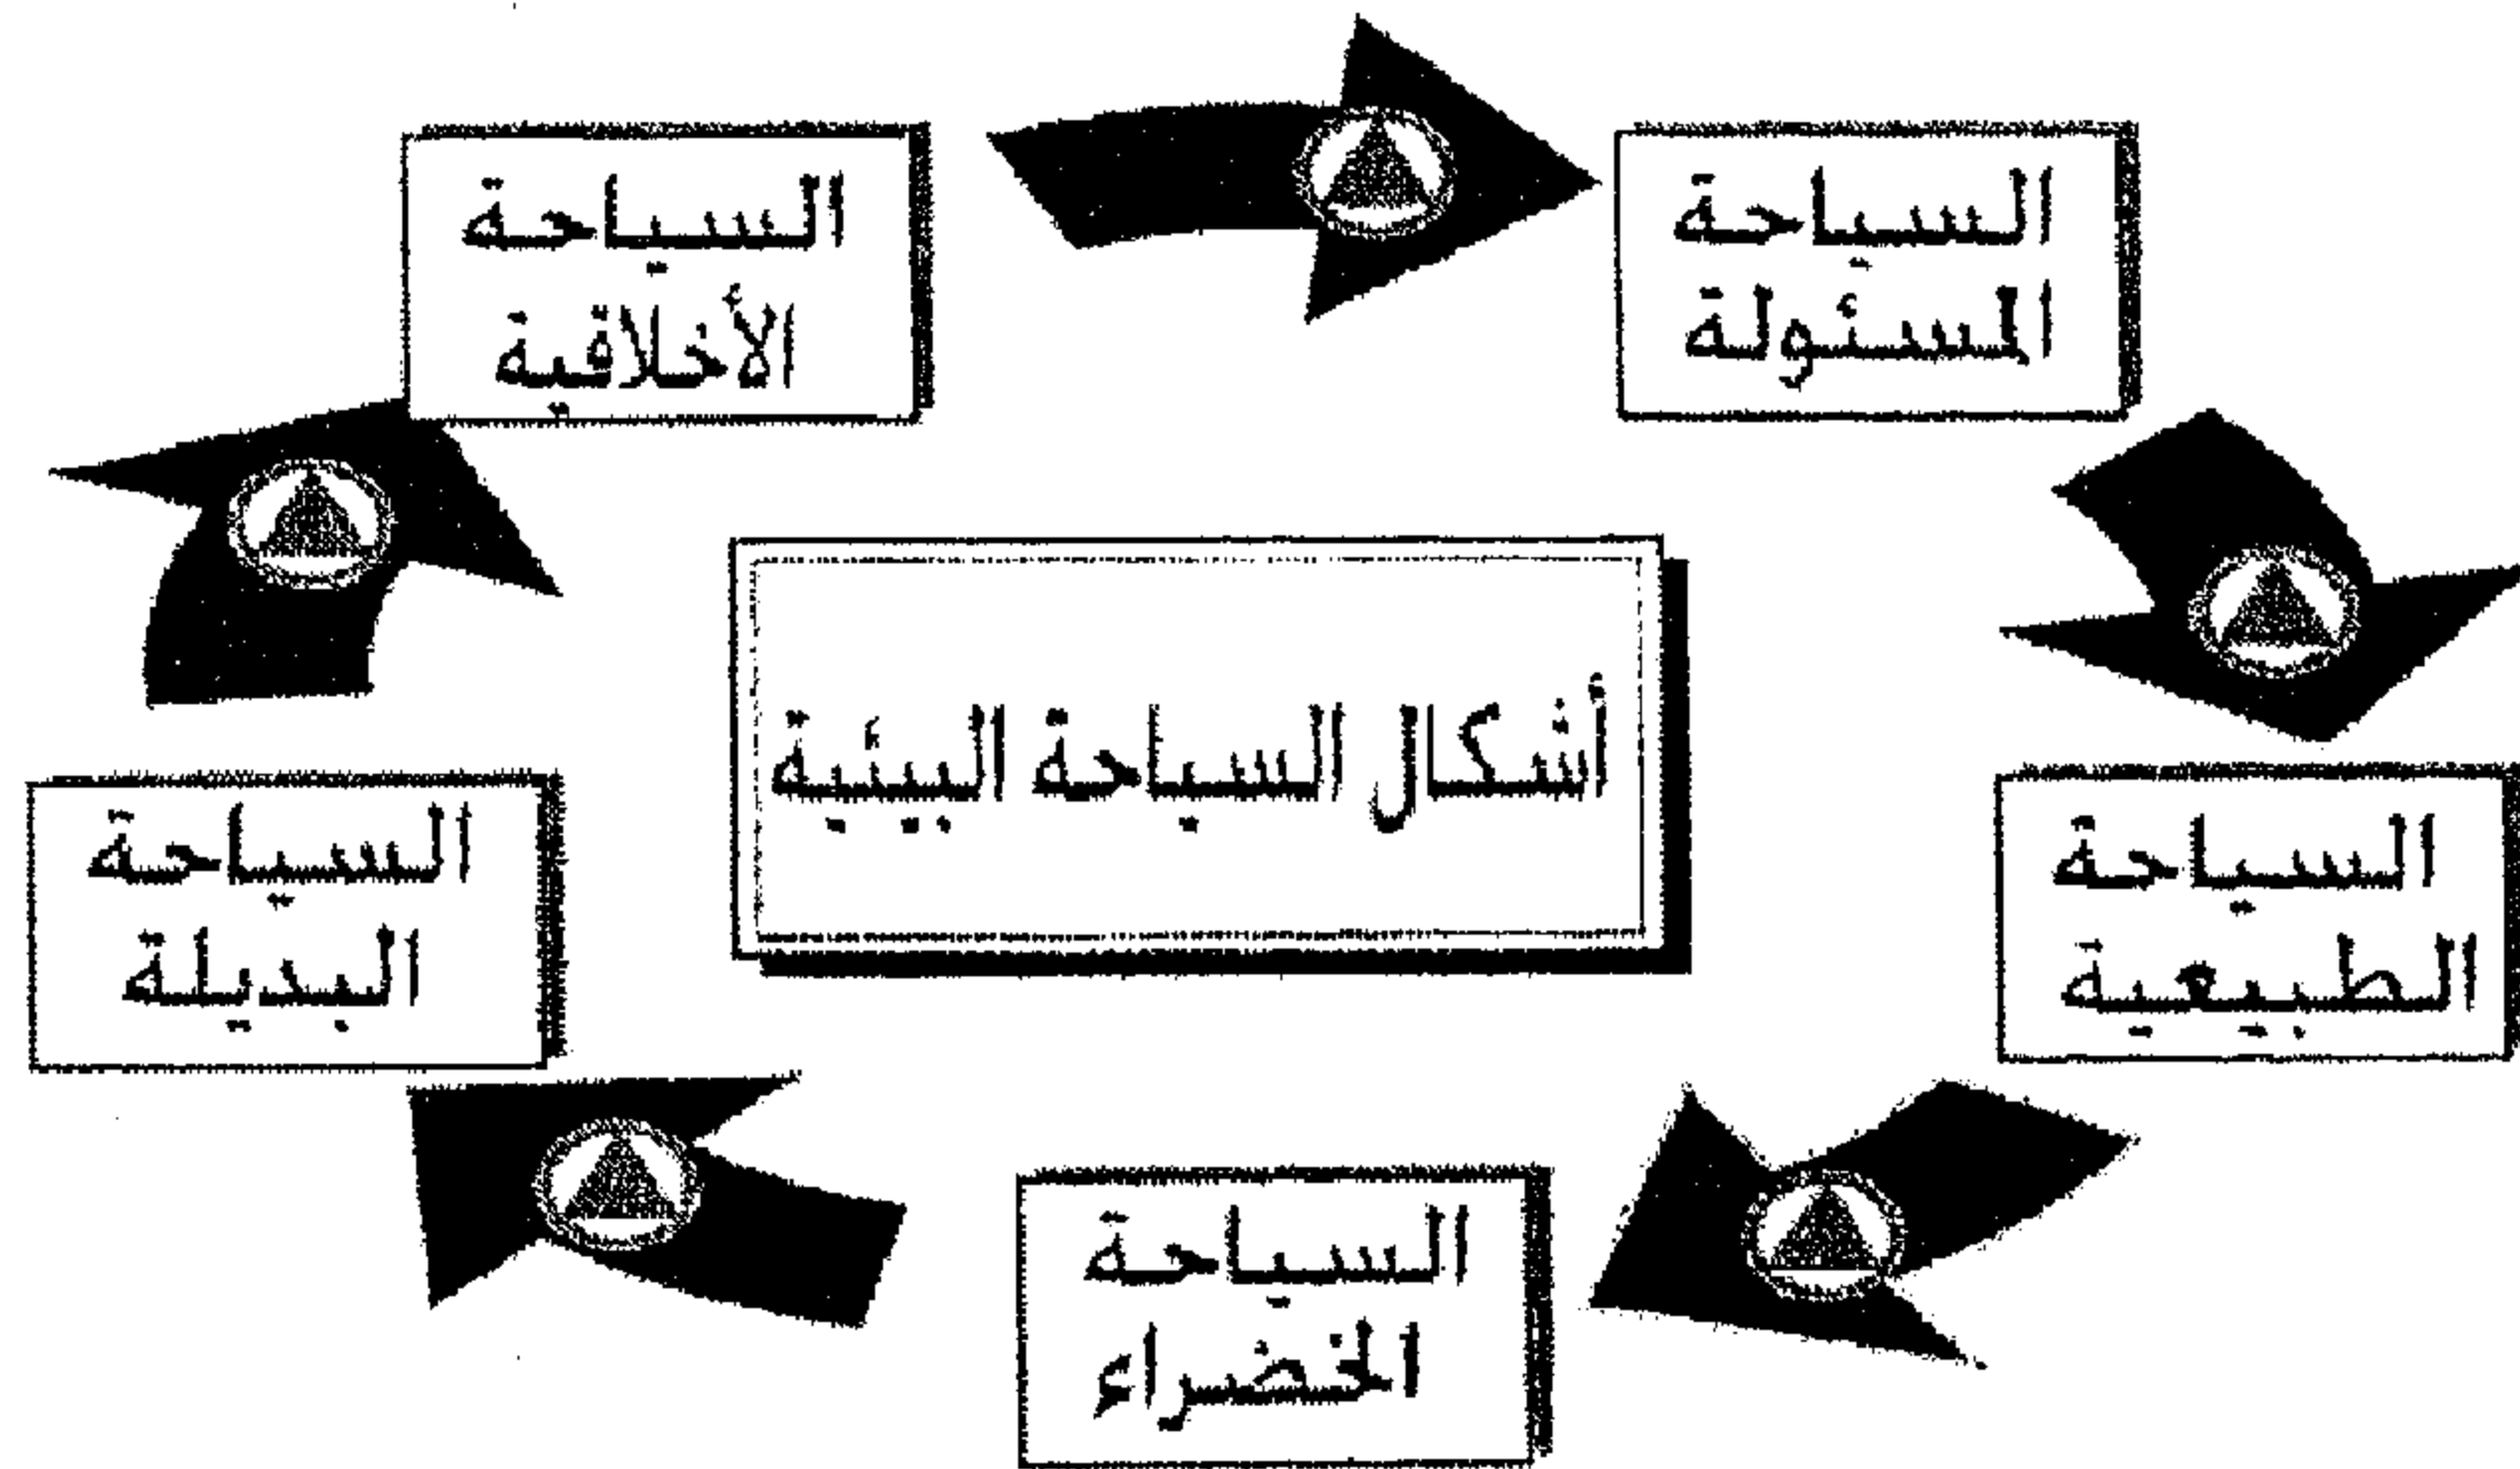 السياحة
المسئولة
السياحة
الأخلاقية
أشكال السياحة البيئية
السياحة
الطبيعية
السياحة
البديلة
السياحة
الخضراء